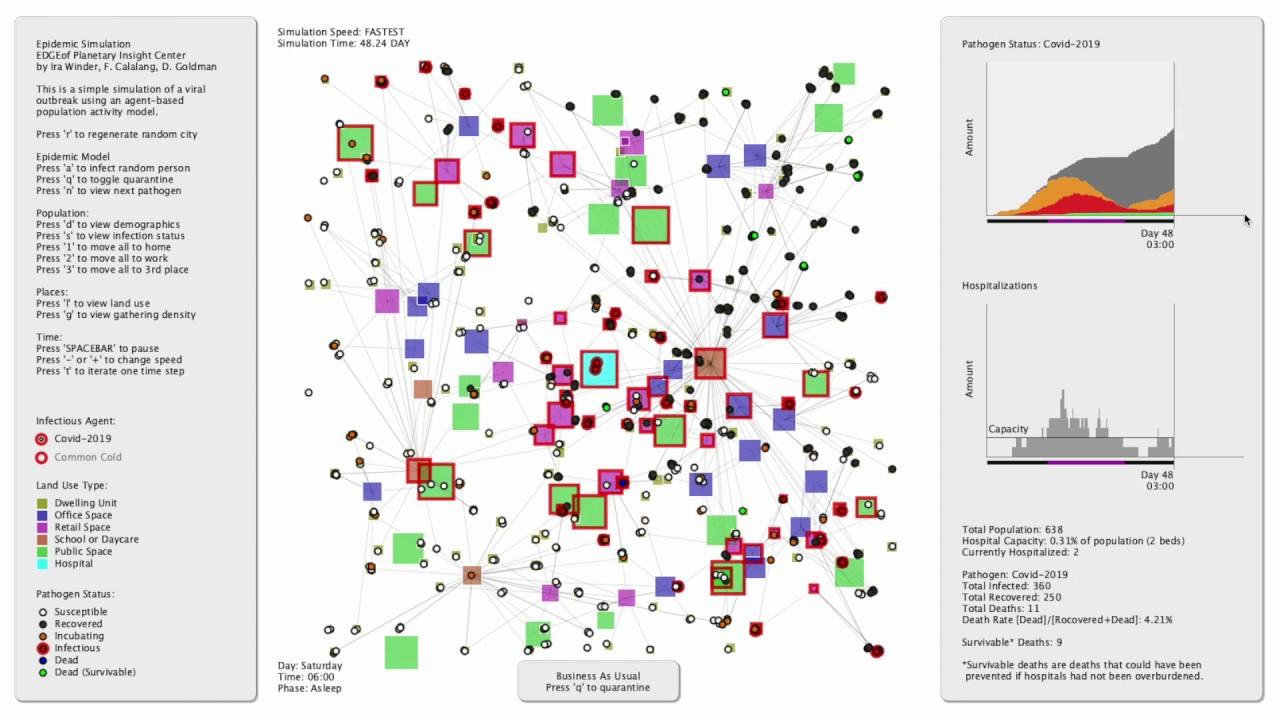 Epidemic Simulation
EDGEof Planetary Insight Center
by Ira Winder, F. Calalang, D. Goldman
This is a simple simulation of a viral
outbreak using an agent-based
population activity model.
Press 'r' to regenerate random city
Epidemic Model
Press 'a' to infect random person
Press 'q' to toggle quarantine
Press 'n' to view next pathogen
Population:
Press 'd' to view demographics
Press 's' to view infection status
Press '1' to move all to home
Press '2' to move all to work
Press '3' to move all to 3rd place
Places:
Press 'l' to view land use
Press 'g' to view gathering density
Time:
Press 'SPACEBAR' to pause
Press '-' or '+' to change speed
Press 't' to iterate one time step
Infectious Agent:
Covid-2019
Common Cold
Land Use Type:
Dwelling Unit
Office Space
Retail Space
School or Daycare
Public Space
Hospital
Pathogen Status:
Susceptible
Recovered
Incubating
Infectious
Dead
Dead (Survivable)
Simulation Speed: FASTEST
Simulation Time: 48.24 DAY
Day: Saturday
Time: 06:00
Phase: Asleep
Business As Usual
Press 'q' to quarantine
Pathogen Status: Covid-2019
Amount
Day 48
03:00
Hospitalizations
Amount
Capacity
Day 48
03:00
Total Population: 638
Hospital Capacity: 0.31% of population (2 beds)
Currently Hospitalized: 2
Pathogen: Covid-2019
Total Infected: 360
Total Recovered: 250
Total Deaths: 11
Death Rate [Dead]/[Rocovered+Dead]: 4.21%
Survivable* Deaths: 9
*Survivable deaths are deaths that could have been
prevented if hospitals had not been overburdened.